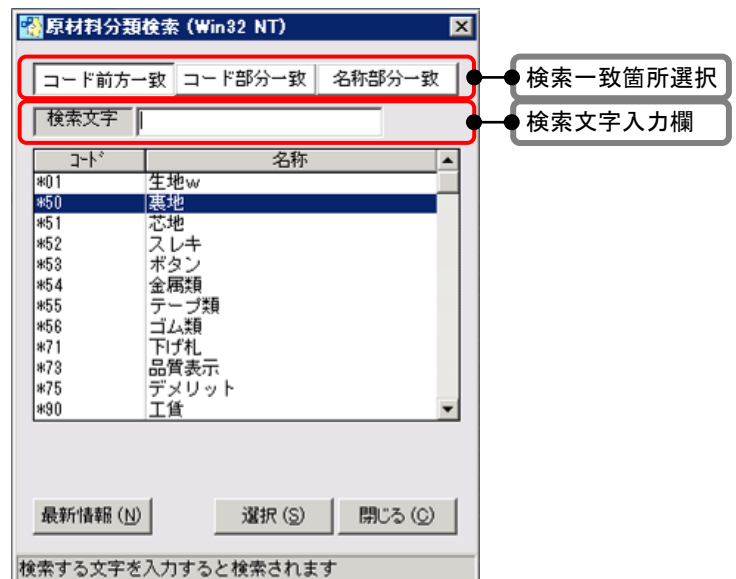 原材料分類検索 (Win32 NT)
コード前方一致 コード部分一致 名称部分一致
検索一致箇所選択
検索文字
検索文字入力欄
ｺｰﾄﾞ 名称
*01 生地w
*50 裏地
*51 芯地
*52 スレキ
*53 ボタン
*54 金属類
*55 テープ類
*56 ゴム類
*71 下げ札
*73 品質表示
*75 デメリット
*90 工賃
最新情報 (N) 選択 (S) 閉じる (C)
検索する文字を入力すると検索されます